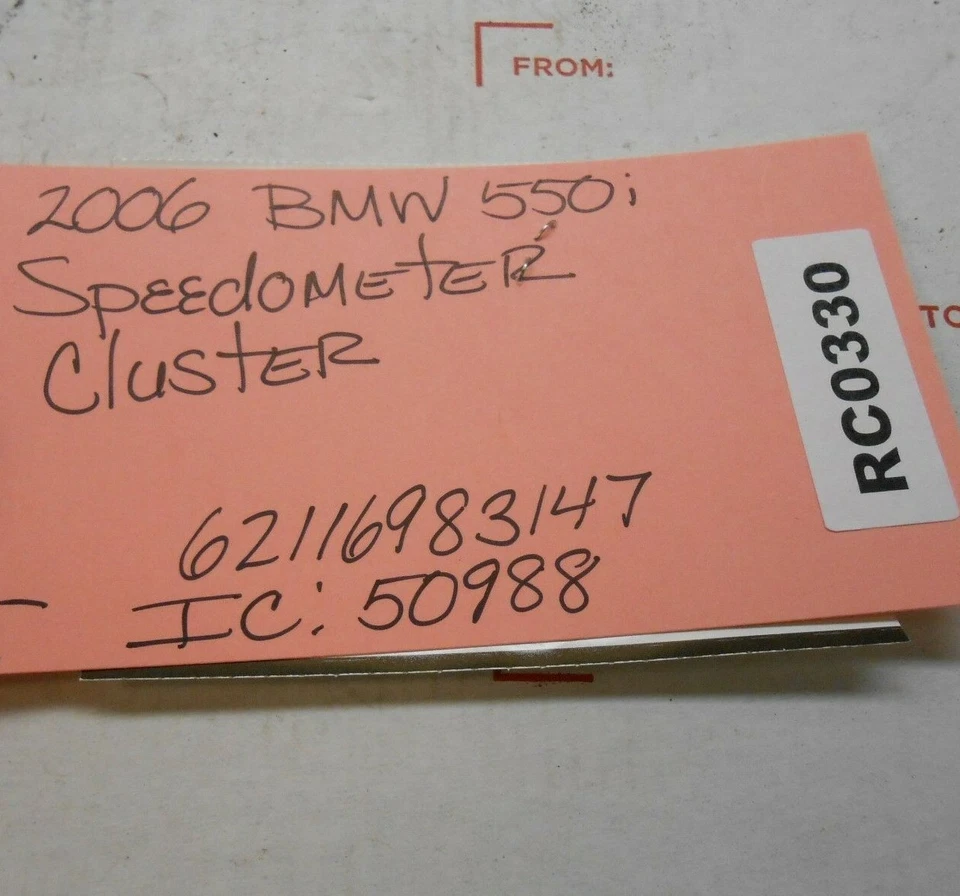 FROM:
2006 BMW 550i
SpeedometER
ClustER
RC0330
62116983147
IC: 50988